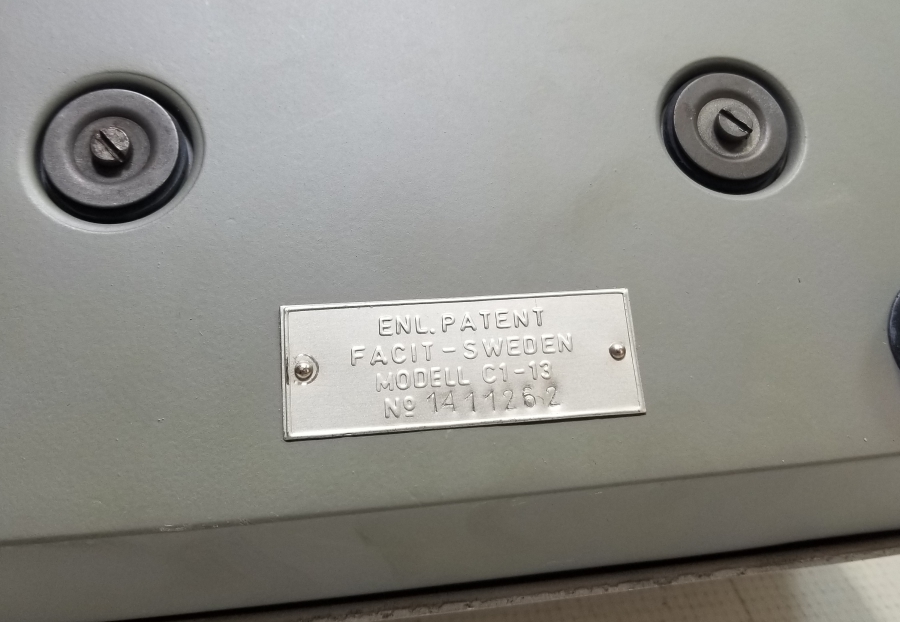 ENL. PATENT
FACIT-SWEDEN
MODELL C1-13
No 1411262